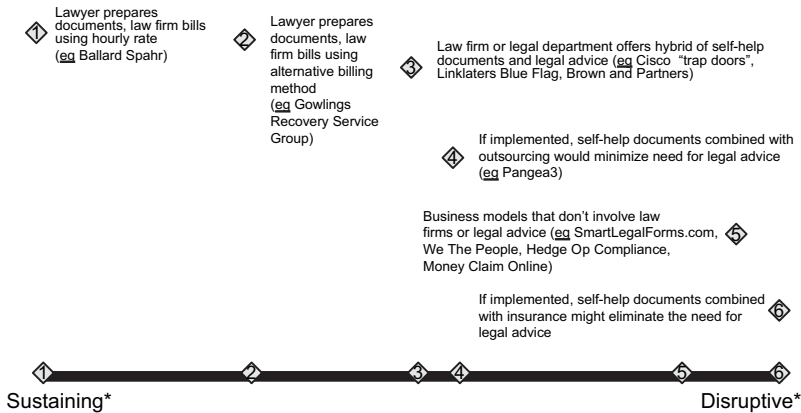 1
Lawyer prepares
documents, law firm bills
using hourly rate
(eg Ballard Spahr)
2
Lawyer prepares
documents, law
firm bills using
alternative billing
method
(eg Gowlings
Recovery Service
Group)
3
Law firm or legal department offers hybrid of self-help
documents and legal advice (eg Cisco “trap doors”,
Linklaters Blue Flag, Brown and Partners)
4
If implemented, self-help documents combined with
outsourcing would minimize need for legal advice
(eg Pangea3)
Business models that don’t involve law
firms or legal advice (eg SmartLegalForms.com,
We The People, Hedge Op Compliance,
Money Claim Online)
5
If implemented, self-help documents combined
with insurance might eliminate the need for
legal advice
6
1 2 3 4 5 6
Sustaining* Disruptive*